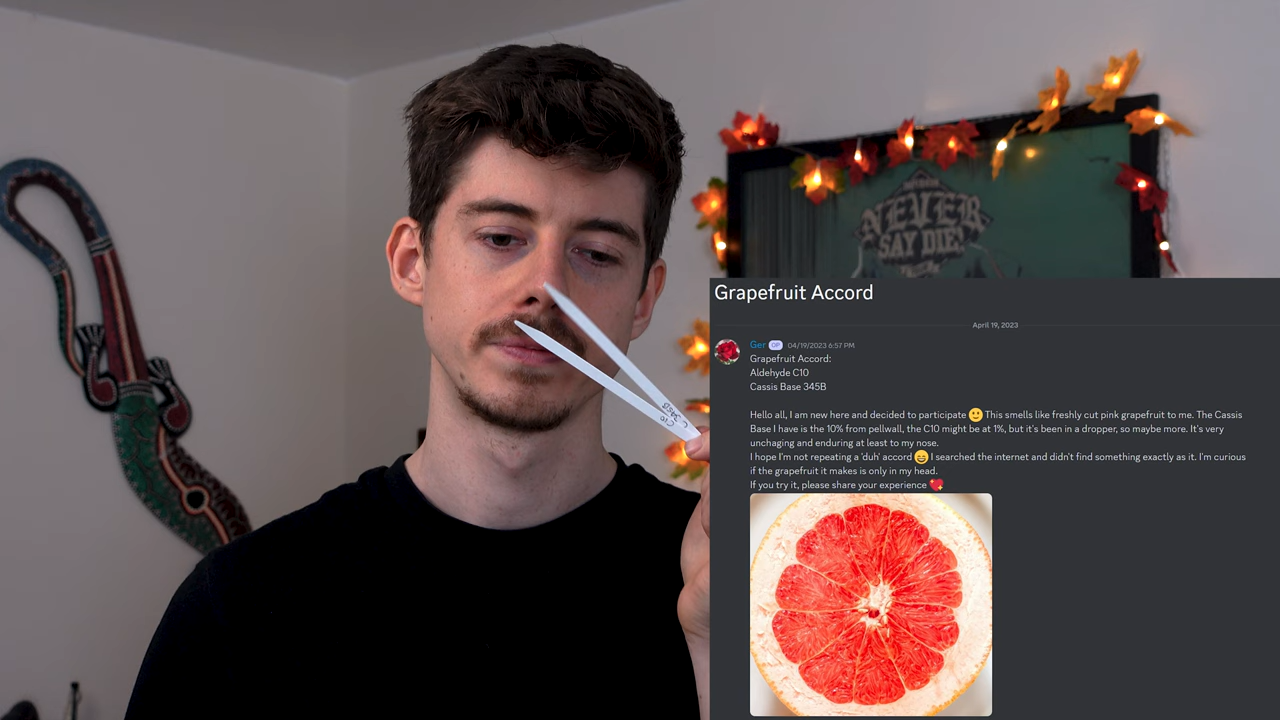 NEVER
SAY DIE!
Grapefruit Accord
April 19, 2023
Ger OP 04/19/2023 6:57 PM
Grapefruit Accord:
Aldehyde C10
Cassis Base 345B
Hello all, I am new here and decided to participate 🙂 This smells like freshly cut pink grapefruit to me. The Cassis
Base I have is the 10% from pellwall, the C10 might be at 1%, but it's been in a dropper, so maybe more. It's very
unchaging and enduring at least to my nose.
I hope I'm not repeating a 'duh' accord 😄 I searched the internet and didn't find something exactly as it. I'm curious
if the grapefruit it makes is only in my head.
If you try it, please share your experience 💖
C10
345B